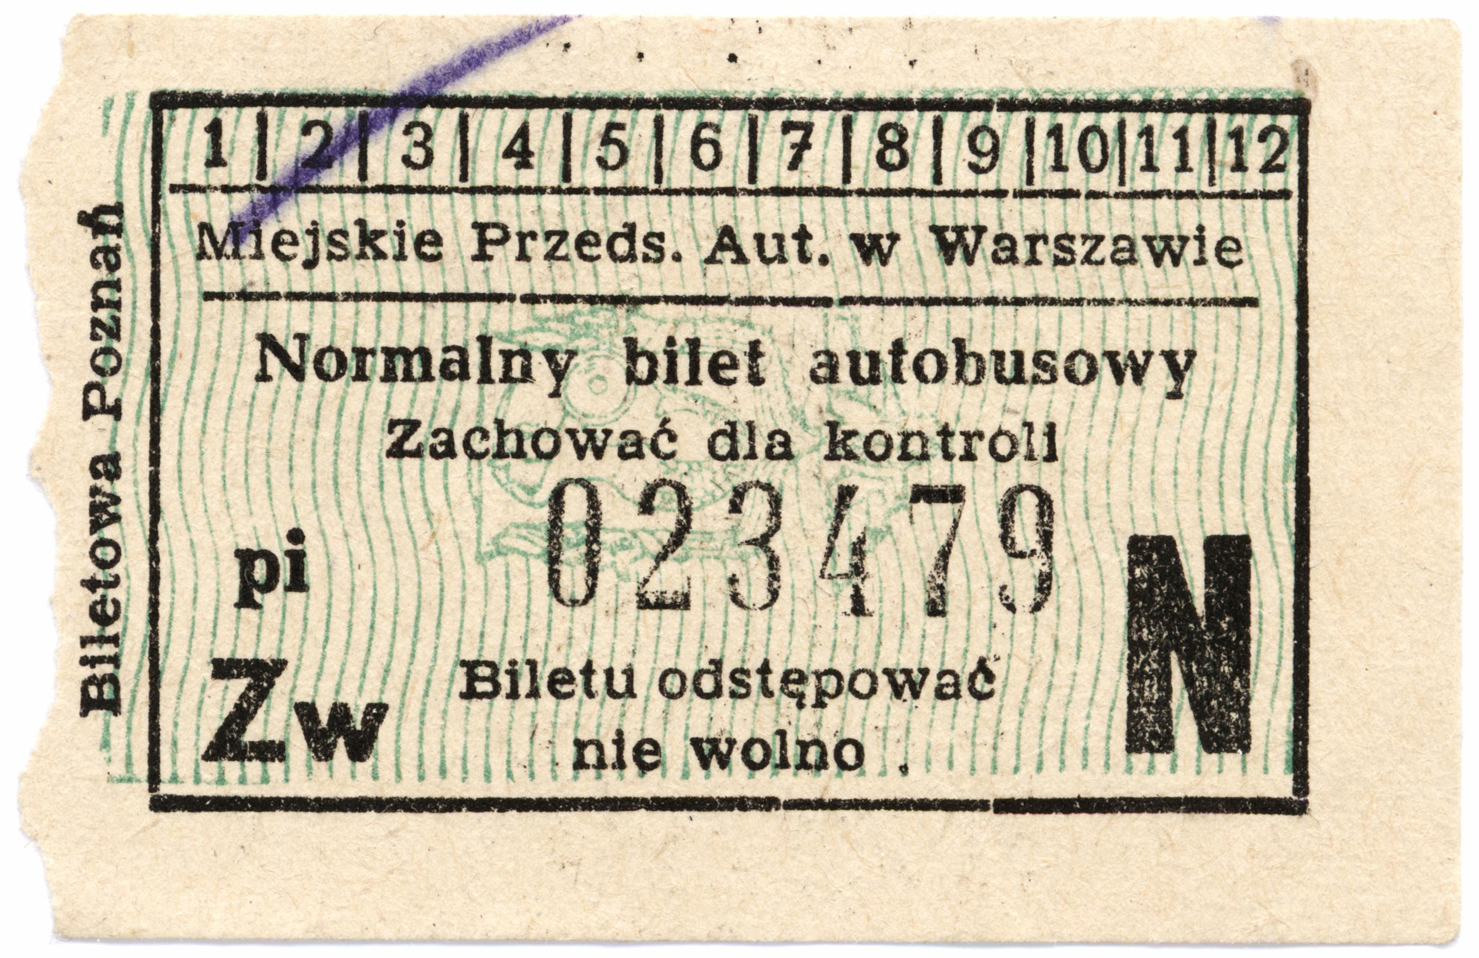 1 | 2 | 3 | 4 | 5 | 6 | 7 | 8 | 9 | 10 | 11 | 12
Miejskie Przeds. Aut. w Warszawie
Normalny bilet autobusowy
Zachować dla kontroli
023479
pi
N
Zw
Biletu odstępować
nie wolno .
Biletowa Poznań